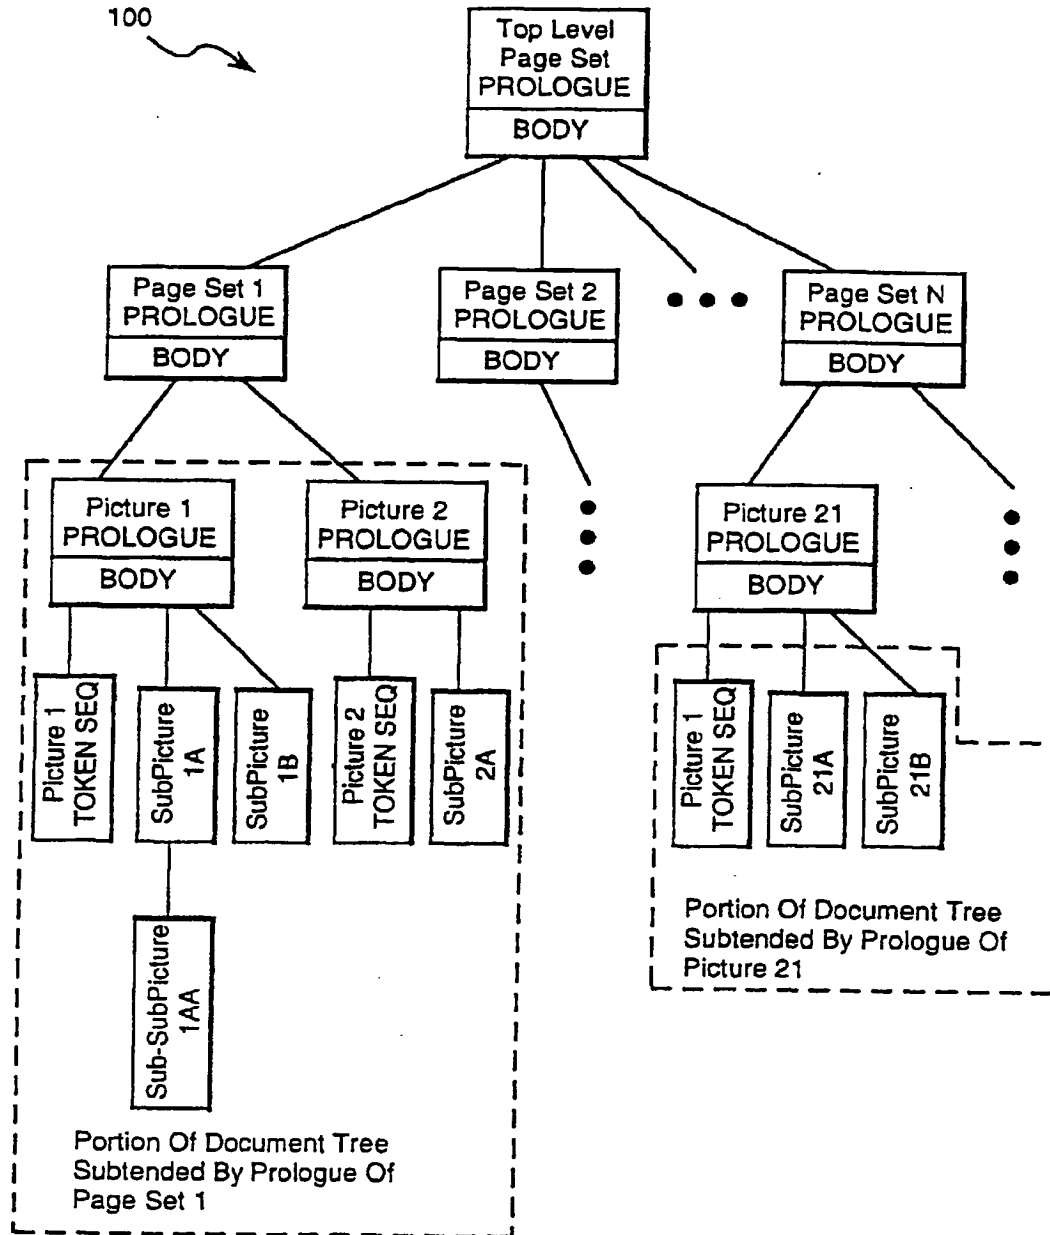 100
Top Level
Page Set
PROLOGUE
BODY
Page Set 1
PROLOGUE
BODY
Page Set 2
PROLOGUE
BODY
Page Set N
PROLOGUE
BODY
Picture 1
PROLOGUE
BODY
Picture 2
PROLOGUE
BODY
Picture 21
PROLOGUE
BODY
Picture 1
TOKEN SEQ
SubPicture
1A
SubPicture
1B
Picture 2
TOKEN SEQ
SubPicture
2A
Picture 1
TOKEN SEQ
SubPicture
21A
SubPicture
21B
Sub-SubPicture
1AA
Portion Of Document Tree
Subtended By Prologue Of
Picture 21
Portion Of Document Tree
Subtended By Prologue Of
Page Set 1